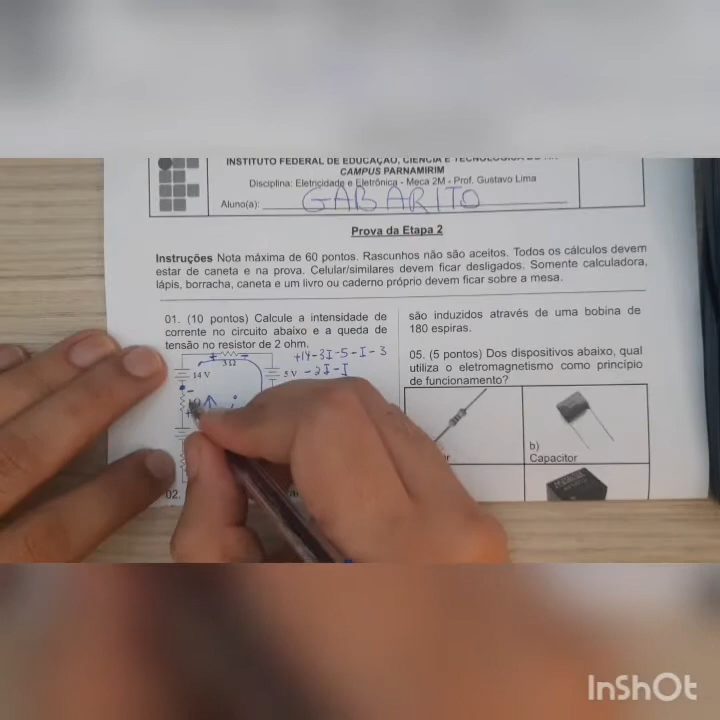 INSTITUTO FEDERAL DE EDUCAÇÃO, CIÊNCIA E
CAMPUS PARNAMIRIM
Disciplina: Eletricidade e Eletrônica - Meca 2M - Prof. Gustavo Lima
Aluno(a): GABARITO
Prova da Etapa 2
Instruções Nota máxima de 60 pontos. Rascunhos não são aceitos. Todos os cálculos devem
estar de caneta e na prova. Celular/similares devem ficar desligados. Somente calculadora,
lápis, borracha, caneta e um livro ou caderno próprio devem ficar sobre a mesa.
01. (10 pontos) Calcule a intensidade de
corrente no circuito abaixo e a queda de
tensão no resistor de 2 ohm.
3 Ω
+14-3I-5-I-3
14 V
5 V
-2I-I
i
02.
são induzidos através de uma bobina de
180 espiras.
05. (5 pontos) Dos dispositivos abaixo, qual
utiliza o eletromagnetismo como princípio
de funcionamento?
b)
Capacitor
InShOt